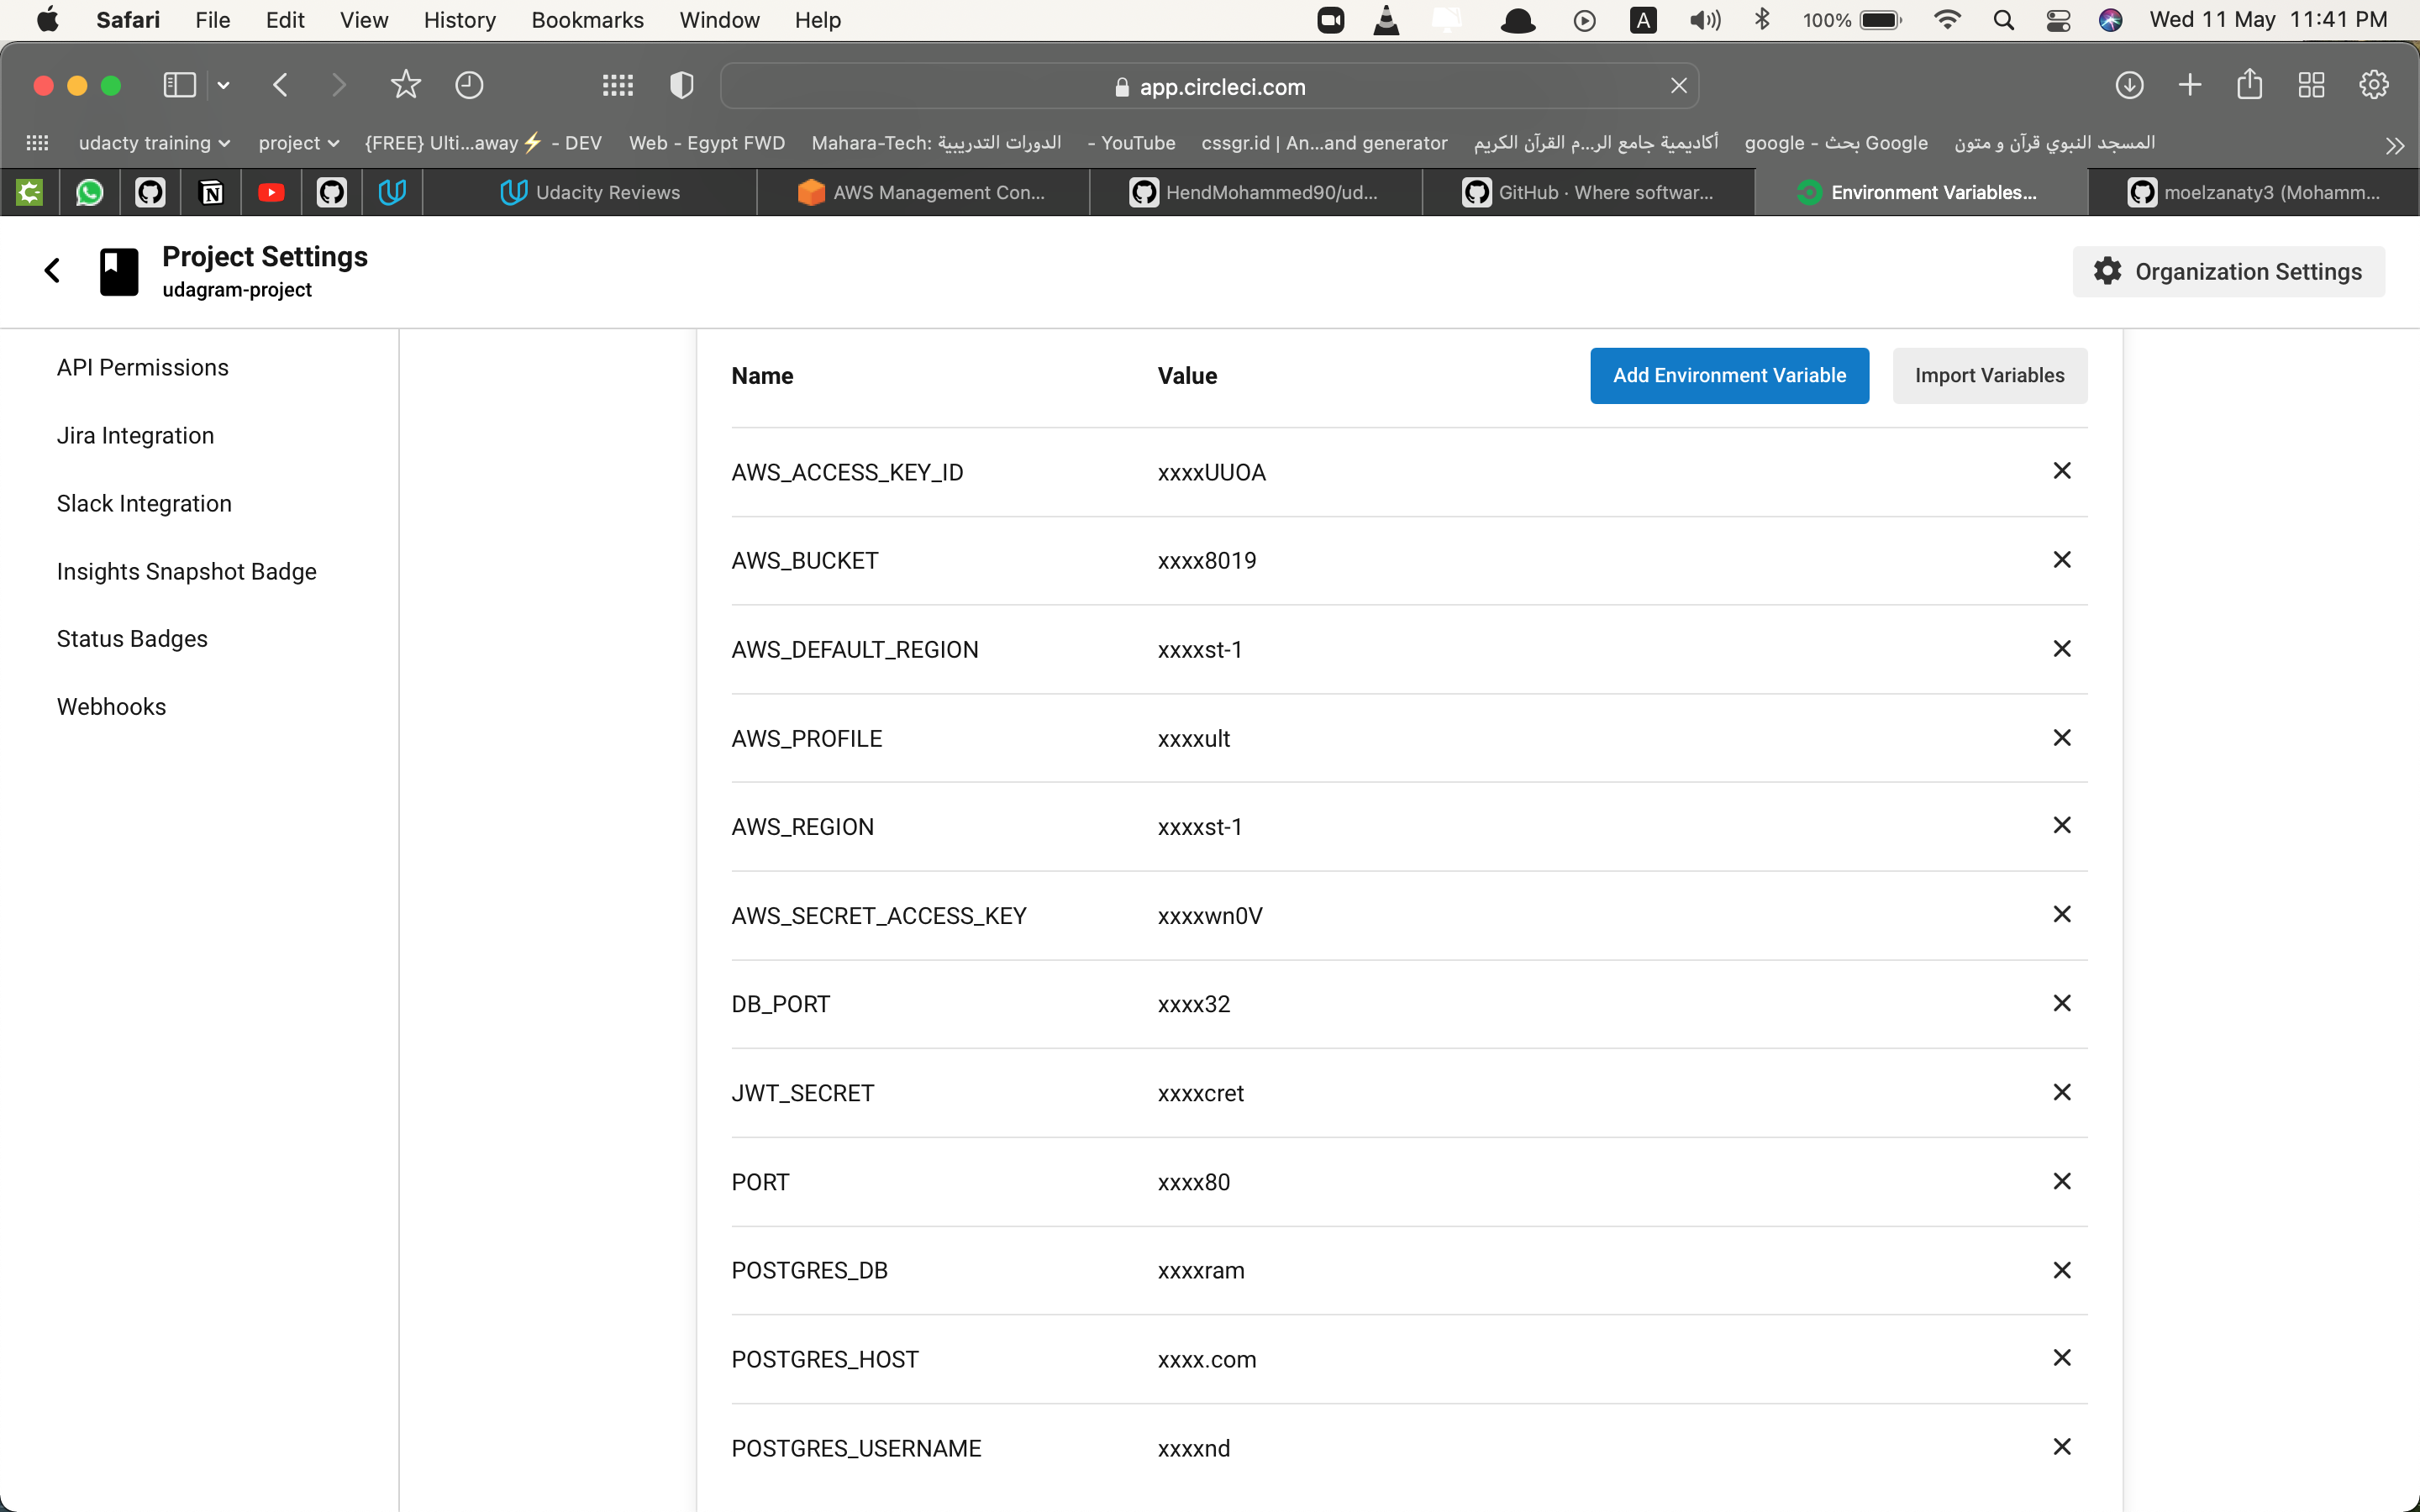 Safari File Edit View History Bookmarks Window Help A 100% Wed 11 May 11:41 PM
app.circleci.com
udacty training project {FREE} Ulti...away⚡ - DEV Web - Egypt FWD Mahara-Tech: الدورات التدريبية - YouTube cssgr.id | An...and generator أكاديمية جامع الر...م القرآن الكريم google - بحث Google المسجد النبوي قرآن و متون
Udacity Reviews AWS Management Con... HendMohammed90/ud... GitHub · Where softwar... Environment Variables... moelzanaty3 (Mohamm...
Project Settings
udagram-project
Organization Settings
API Permissions
Jira Integration
Slack Integration
Insights Snapshot Badge
Status Badges
Webhooks
Name Value Add Environment Variable Import Variables
AWS_ACCESS_KEY_ID xxxxUUOA
AWS_BUCKET xxxx8019
AWS_DEFAULT_REGION xxxxst-1
AWS_PROFILE xxxxult
AWS_REGION xxxxst-1
AWS_SECRET_ACCESS_KEY xxxxwn0V
DB_PORT xxxx32
JWT_SECRET xxxxcret
PORT xxxx80
POSTGRES_DB xxxxram
POSTGRES_HOST xxxx.com
POSTGRES_USERNAME xxxxnd